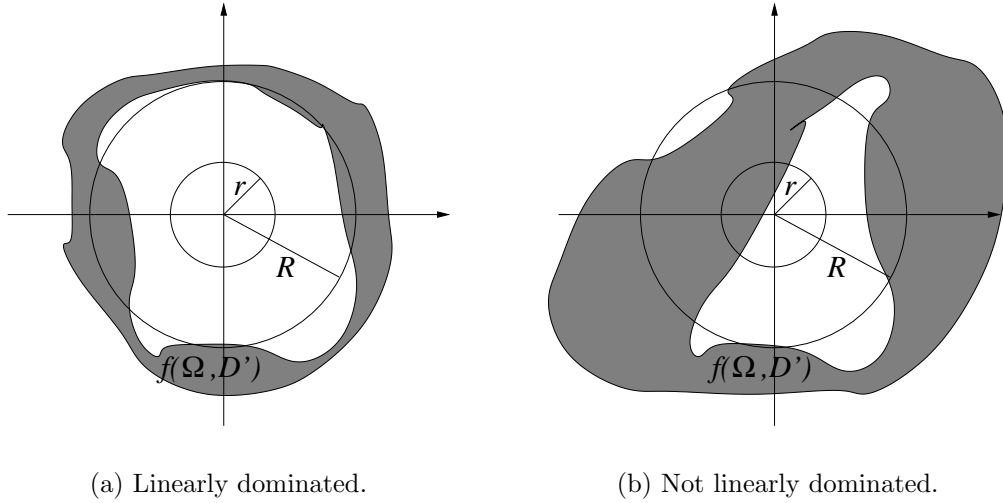 r
R
f(Ω,D')
(a) Linearly dominated.
r
R
f(Ω,D')
(b) Not linearly dominated.